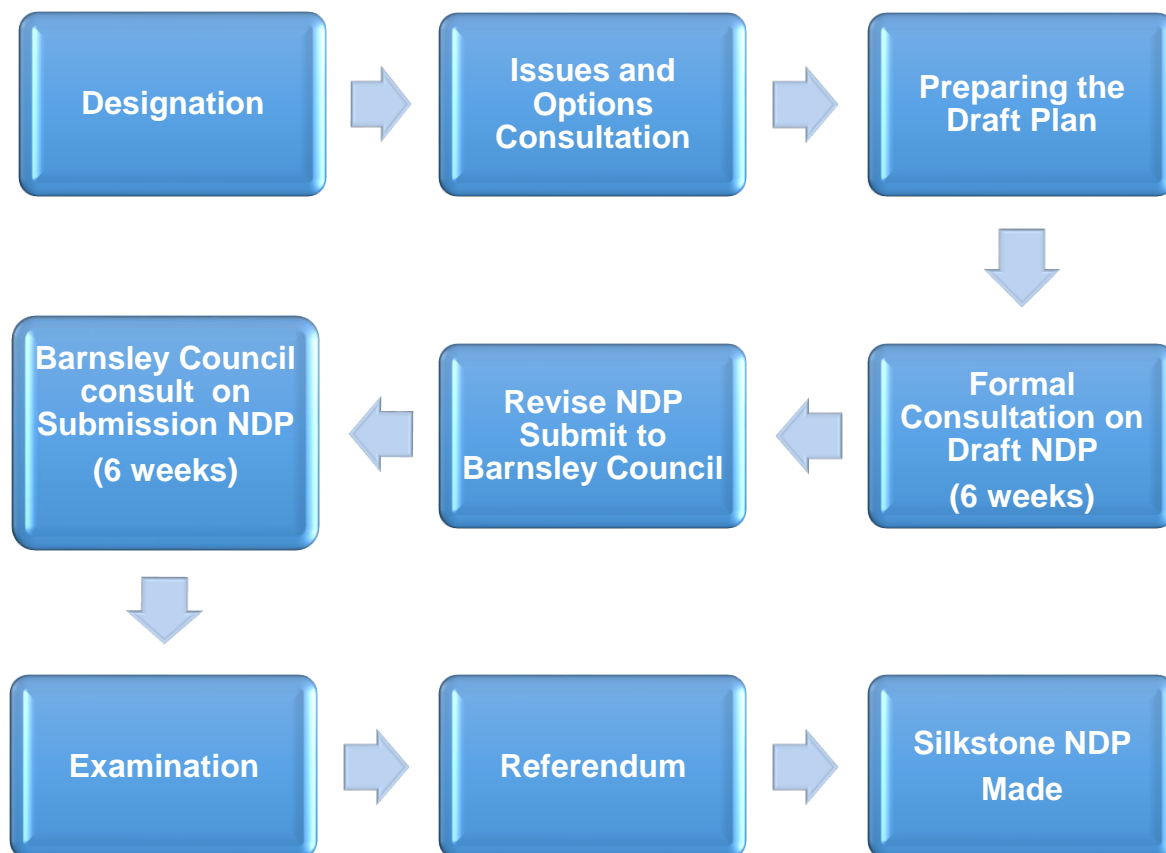 Designation
Issues and
Options
Consultation
Preparing the
Draft Plan
Formal
Consultation on
Draft NDP
(6 weeks)
Revise NDP
Submit to
Barnsley Council
Barnsley Council
consult on
Submission NDP
(6 weeks)
Examination
Referendum
Silkstone NDP
Made